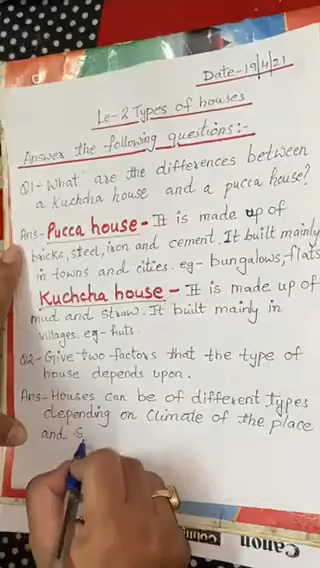 Date-19/4/21
Le-2 Types of houses
Answer the following questions:-
Q1-What are the differences between
a Kuchcha house and a pucca house?
Ans-Pucca house-It is made up of
bricks, steel, iron and cement. It built mainly
in towns and cities. eg- bungalows, flats
Kuchcha house-It is made up of
mud and straw. It built mainly in
villages. eg-huts.
Q2-Give two factors that the type of
house depends upon.
Ans-Houses can be of different types
depending on climate of the place
and S
Canon